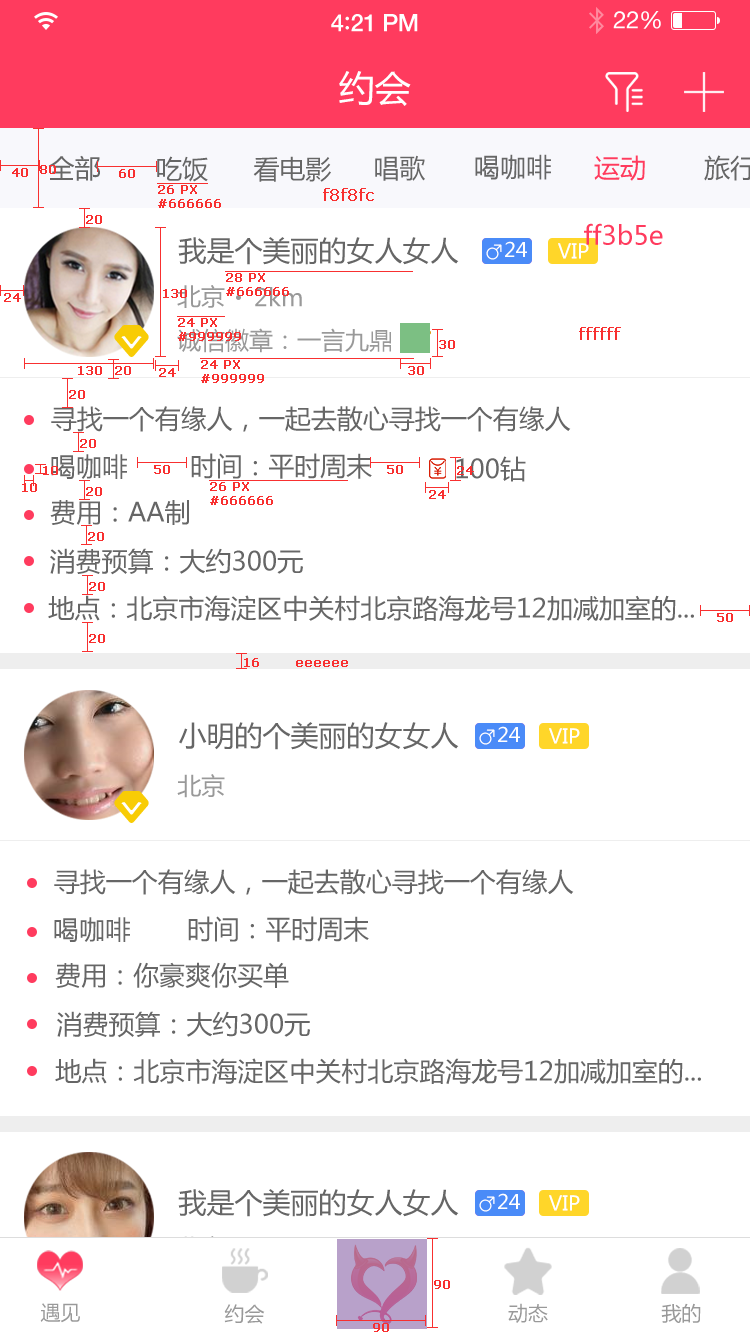 4:21 PM 22%
约会
全部 吃饭 看电影 唱歌 喝咖啡 运动 旅行
40 80 60
26 PX
#666666
f8f8fc
20
我是个美丽的女人女人 ♂24 VIP
ff3b5e
28 PX
#666666
24 130
北京 · 2km
24 PX
#999999
诚信徽章：一言九鼎
30
ffffff
24 PX
#999999
130 20 24 30
20
寻找一个有缘人，一起去散心寻找一个有缘人
20
喝咖啡 50 时间：平时周末 50 100钻
10 10 24 24
26 PX
#666666
20
费用：AA制
20
消费预算：大约300元
20
地点：北京市海淀区中关村北京路海龙号12加减加室的...
50
20
16 eeeeee
小明的个美丽的女女人 ♂24 VIP
北京
寻找一个有缘人，一起去散心寻找一个有缘人
喝咖啡 时间：平时周末
费用：你豪爽你买单
消费预算：大约300元
地点：北京市海淀区中关村北京路海龙号12加减加室的...
我是个美丽的女人女人 ♂24 VIP
90
90
遇见 约会 动态 我的